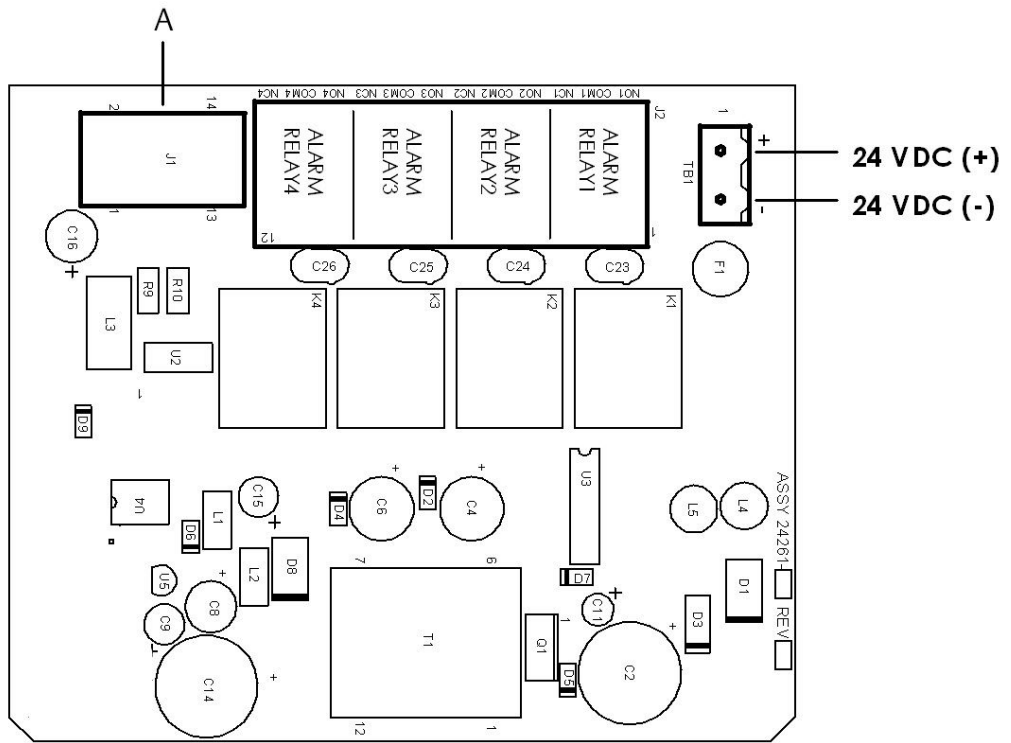 A
NC4 COM4 NO4 NC3 COM3 NO3 NC2 COM2 NO2 NC1 COM1 NO1
2
14
J1
1
13
J2
ALARM RELAY4
ALARM RELAY3
ALARM RELAY2
ALARM RELAY1
12
1
1
TB1
+
-
24 VDC (+)
24 VDC (-)
C16
+
C26
C25
C24
C23
F1
R9
R10
L3
U2
1
K4
K3
K2
K1
D9
U4
L1
C15
+
D6
D4
C6
+
D2
C4
+
U3
L5
L4
ASSY 24261-
REV
U5
L2
D8
C8
+
C9
-
C14
+
7
6
T1
12
1
D7
C11
+
Q1
1
D5
C2
+
D3
D1